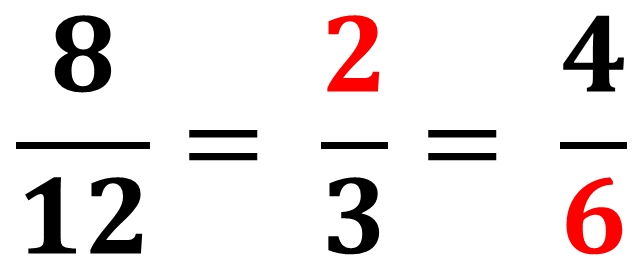 8/12 = 2/3 = 4/6